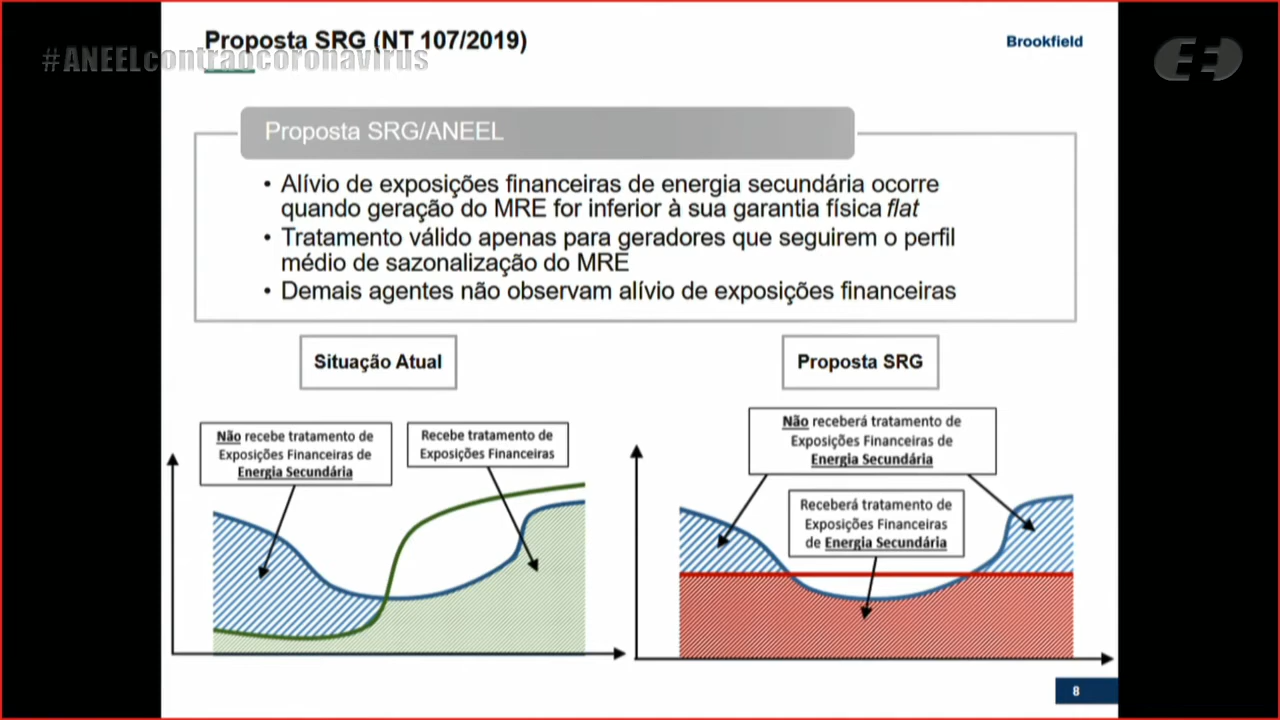 Proposta SRG (NT 107/2019)
#ANEELcontraocoronavirus
Brookfield
Proposta SRG/ANEEL
• Alívio de exposições financeiras de energia secundária ocorre
quando geração do MRE for inferior à sua garantia física flat
• Tratamento válido apenas para geradores que seguirem o perfil
médio de sazonalização do MRE
• Demais agentes não observam alívio de exposições financeiras
Situação Atual
Proposta SRG
Não recebe tratamento de
Exposições Financeiras de
Energia Secundária
Recebe tratamento de
Exposições Financeiras
Não receberá tratamento de
Exposições Financeiras de
Energia Secundária
Receberá tratamento de
Exposições Financeiras
de Energia Secundária
8